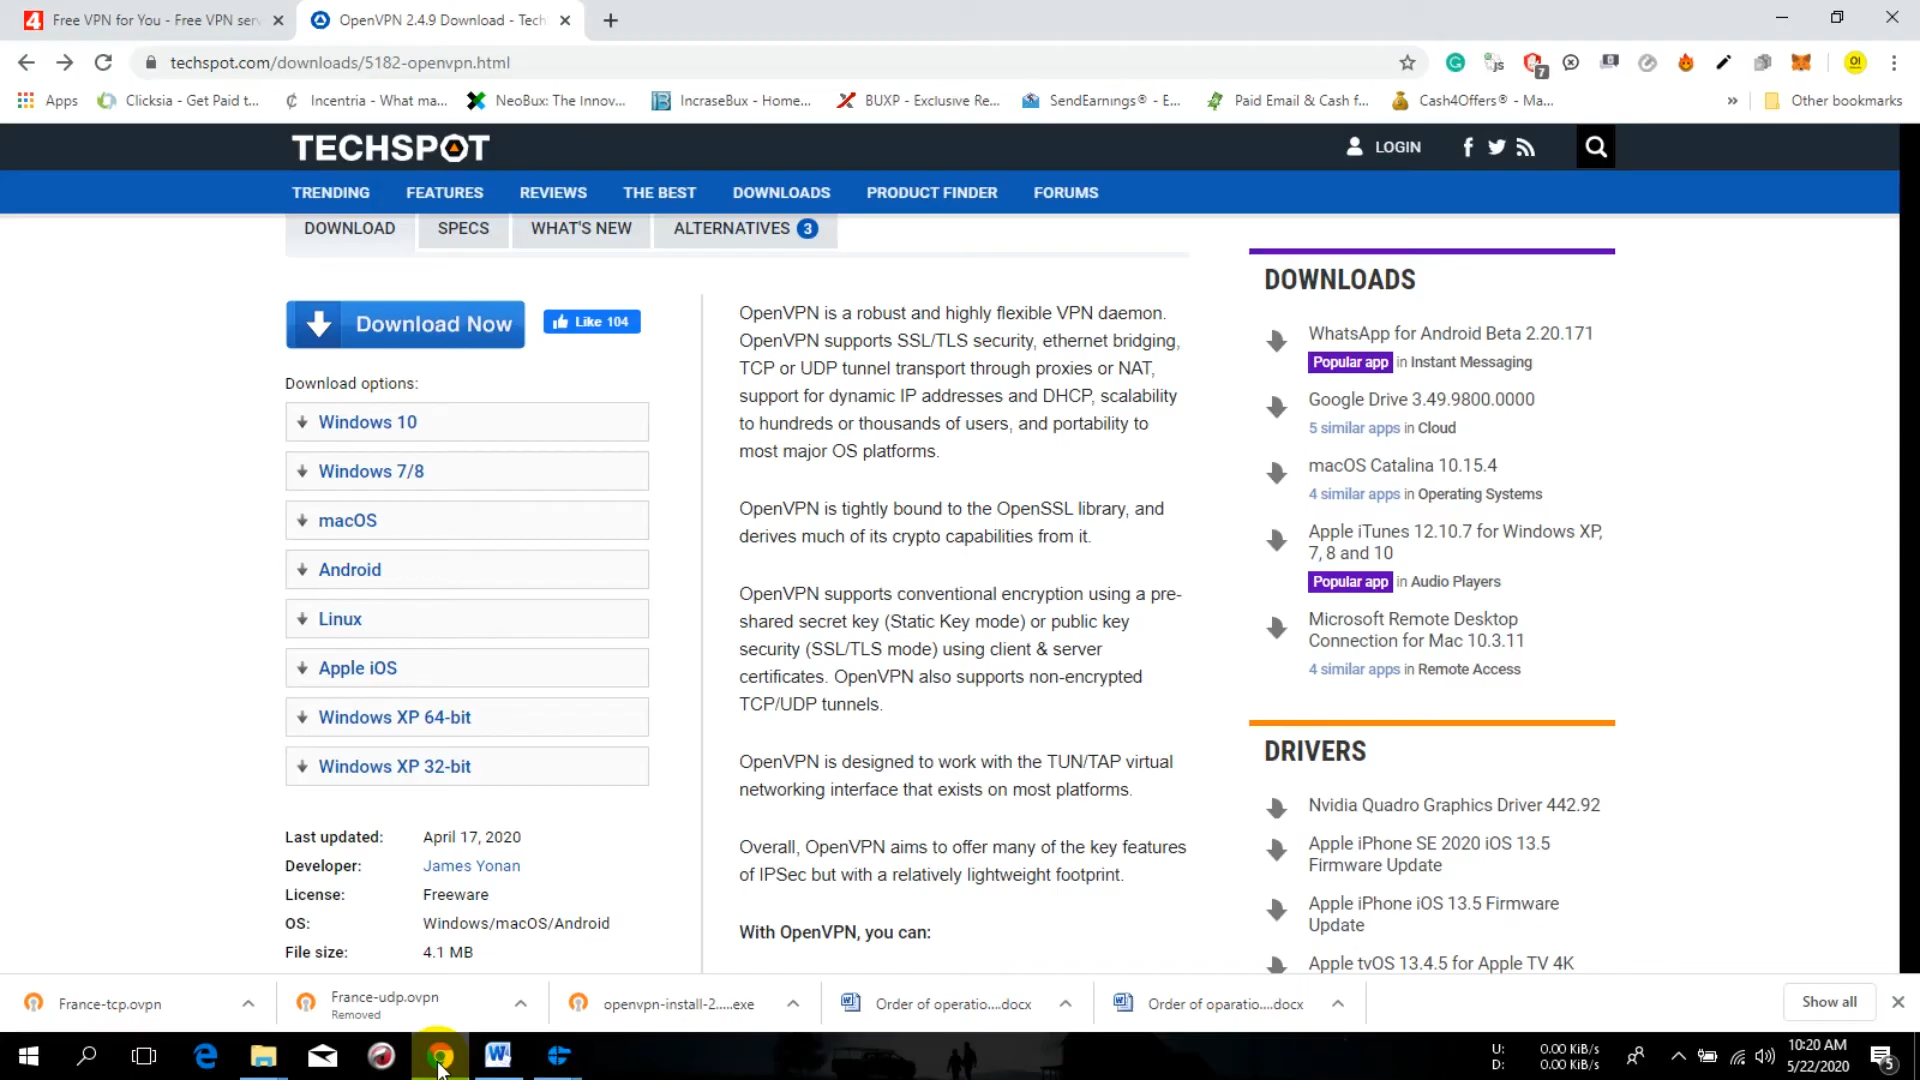 Free VPN for You - Free VPN serv
OpenVPN 2.4.9 Download - Tech
techspot.com/downloads/5182-openvpn.html
7
OI
Apps
Clicksia - Get Paid t...
Incentria - What ma...
NeoBux: The Innov...
IncraseBux - Home...
BUXP - Exclusive Re...
SendEarnings® - E...
Paid Email & Cash f...
Cash4Offers® - Ma...
»
Other bookmarks
TECHSPOT
LOGIN
TRENDING
FEATURES
REVIEWS
THE BEST
DOWNLOADS
PRODUCT FINDER
FORUMS
DOWNLOAD
SPECS
WHAT'S NEW
ALTERNATIVES 3
Download Now
Like 104
Download options:
Windows 10
Windows 7/8
macOS
Android
Linux
Apple iOS
Windows XP 64-bit
Windows XP 32-bit
Last updated: April 17, 2020
Developer: James Yonan
License: Freeware
OS: Windows/macOS/Android
File size: 4.1 MB
OpenVPN is a robust and highly flexible VPN daemon.
OpenVPN supports SSL/TLS security, ethernet bridging,
TCP or UDP tunnel transport through proxies or NAT,
support for dynamic IP addresses and DHCP, scalability
to hundreds or thousands of users, and portability to
most major OS platforms.
OpenVPN is tightly bound to the OpenSSL library, and
derives much of its crypto capabilities from it.
OpenVPN supports conventional encryption using a pre-
shared secret key (Static Key mode) or public key
security (SSL/TLS mode) using client & server
certificates. OpenVPN also supports non-encrypted
TCP/UDP tunnels.
OpenVPN is designed to work with the TUN/TAP virtual
networking interface that exists on most platforms.
Overall, OpenVPN aims to offer many of the key features
of IPSec but with a relatively lightweight footprint.
With OpenVPN, you can:
DOWNLOADS
WhatsApp for Android Beta 2.20.171
Popular app in Instant Messaging
Google Drive 3.49.9800.0000
5 similar apps in Cloud
macOS Catalina 10.15.4
4 similar apps in Operating Systems
Apple iTunes 12.10.7 for Windows XP,
7, 8 and 10
Popular app in Audio Players
Microsoft Remote Desktop
Connection for Mac 10.3.11
4 similar apps in Remote Access
DRIVERS
Nvidia Quadro Graphics Driver 442.92
Apple iPhone SE 2020 iOS 13.5
Firmware Update
Apple iPhone iOS 13.5 Firmware
Update
Apple tvOS 13.4.5 for Apple TV 4K
France-tcp.ovpn
France-udp.ovpn
Removed
openvpn-install-2.....exe
Order of operatio....docx
Order of oparatio....docx
Show all
U: 0.00 KiB/s
D: 0.00 KiB/s
10:20 AM
5/22/2020
5